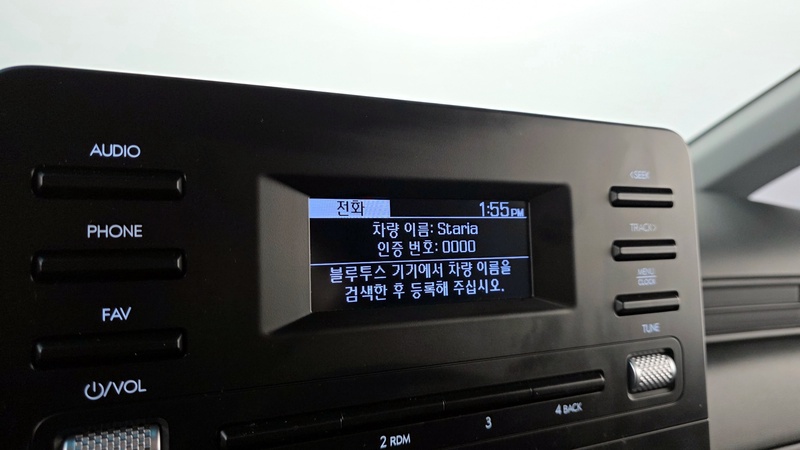 AUDIO
PHONE
FAV
⏻/VOL
전화 1:55PM
차량 이름: Staria
인증 번호: 0000
블루투스 기기에서 차량 이름을
검색한 후 등록해 주십시오.
<SEEK
TRACK>
MENU
CLOCK
TUNE
2 RDM
3
4 BACK